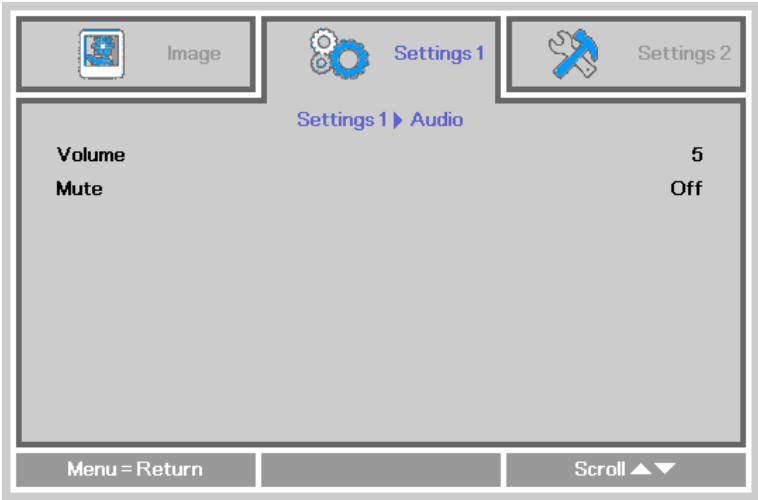 Image
Settings 1
Settings 2
Settings 1 ▶ Audio
Volume 5
Mute Off
Menu = Return
Scroll ▲▼